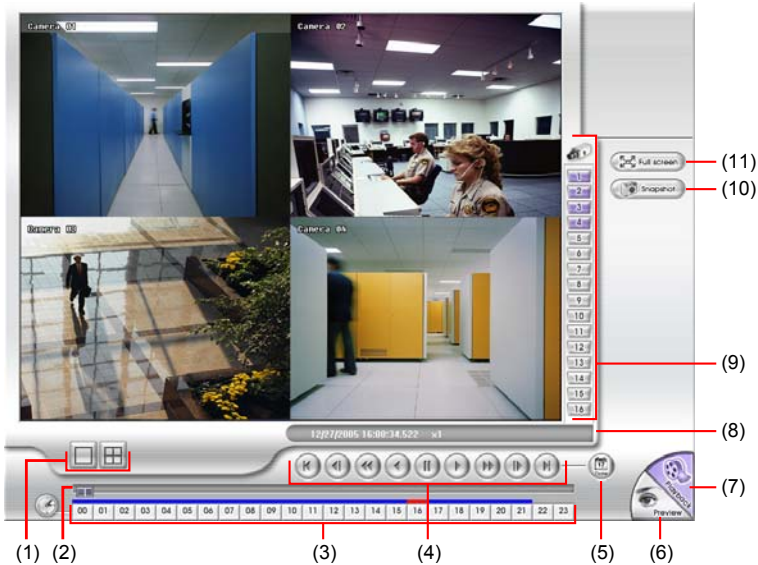 Camera 01
Camera 02
Camera 03
Camera 04
1
2
3
4
5
6
7
8
9
10
11
12
13
14
15
16
Full screen
(11)
Snapshot
(10)
(9)
12/27/2005 16:00:34.522 x1
(8)
17
Playback
(7)
Preview
00 01 02 03 04 05 06 07 08 09 10 11 12 13 14 15 16 17 18 19 20 21 22 23
(1) (2) (3) (4) (5) (6)